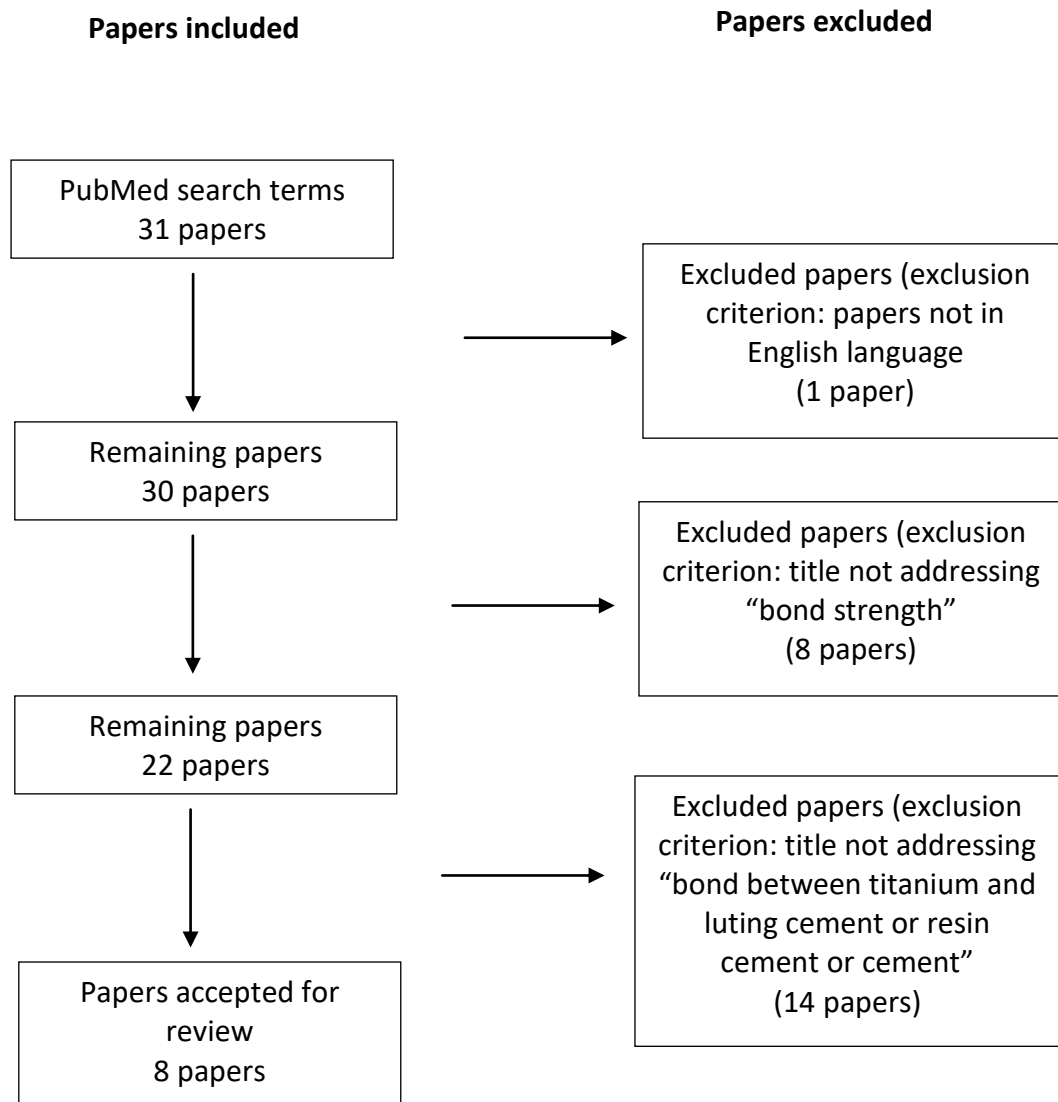 Papers included
Papers excluded
PubMed search terms
31 papers
Excluded papers (exclusion
criterion: papers not in
English language
(1 paper)
Remaining papers
30 papers
Excluded papers (exclusion
criterion: title not addressing
“bond strength”
(8 papers)
Remaining papers
22 papers
Excluded papers (exclusion
criterion: title not addressing
“bond between titanium and
luting cement or resin
cement or cement”
(14 papers)
Papers accepted for
review
8 papers